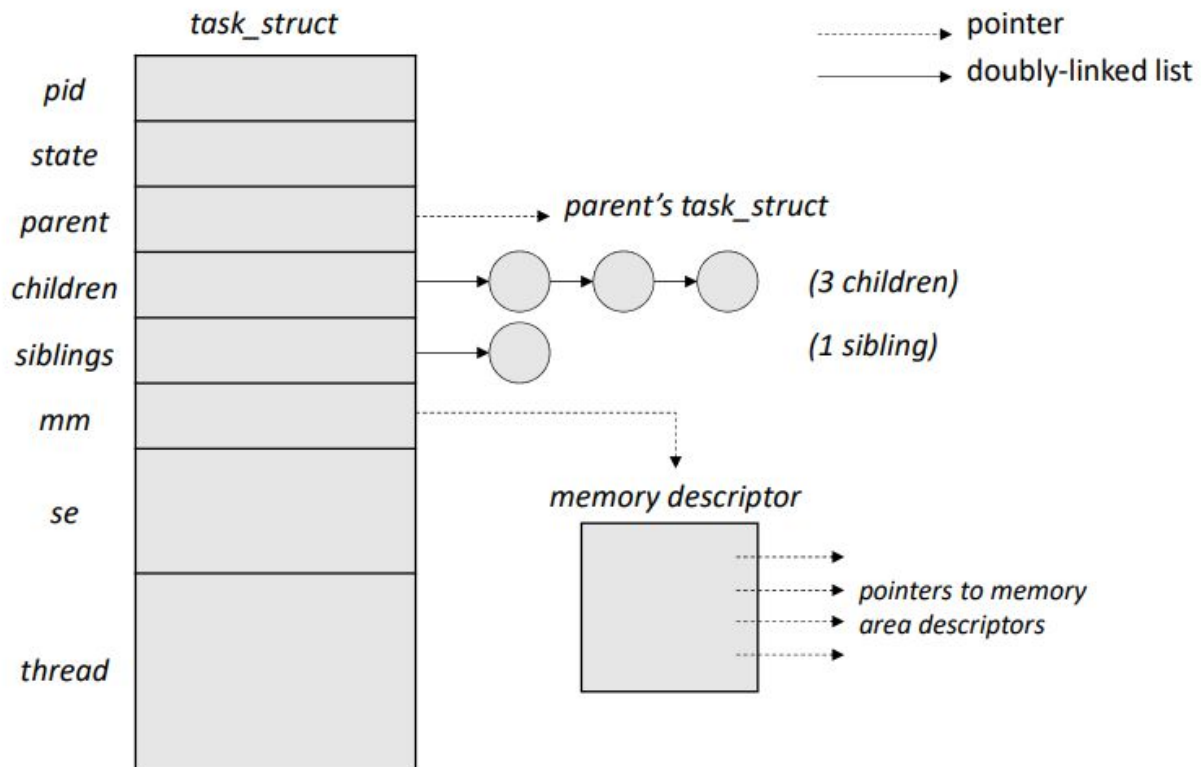 task_struct
pointer
doubly-linked list
pid
state
parent
parent’s task_struct
children
(3 children)
siblings
(1 sibling)
mm
memory descriptor
se
pointers to memory
area descriptors
thread